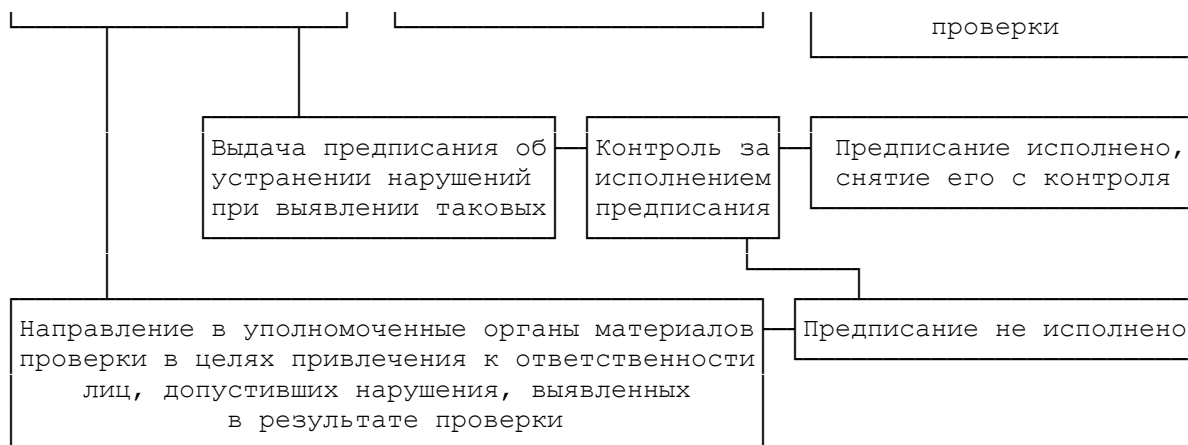 проверки
Выдача предписания об
устранении нарушений
при выявлении таковых
Контроль за
исполнением
предписания
Предписание исполнено,
снятие его с контроля
Направление в уполномоченные органы материалов
проверки в целях привлечения к ответственности
лиц, допустивших нарушения, выявленных
в результате проверки
Предписание не исполнено